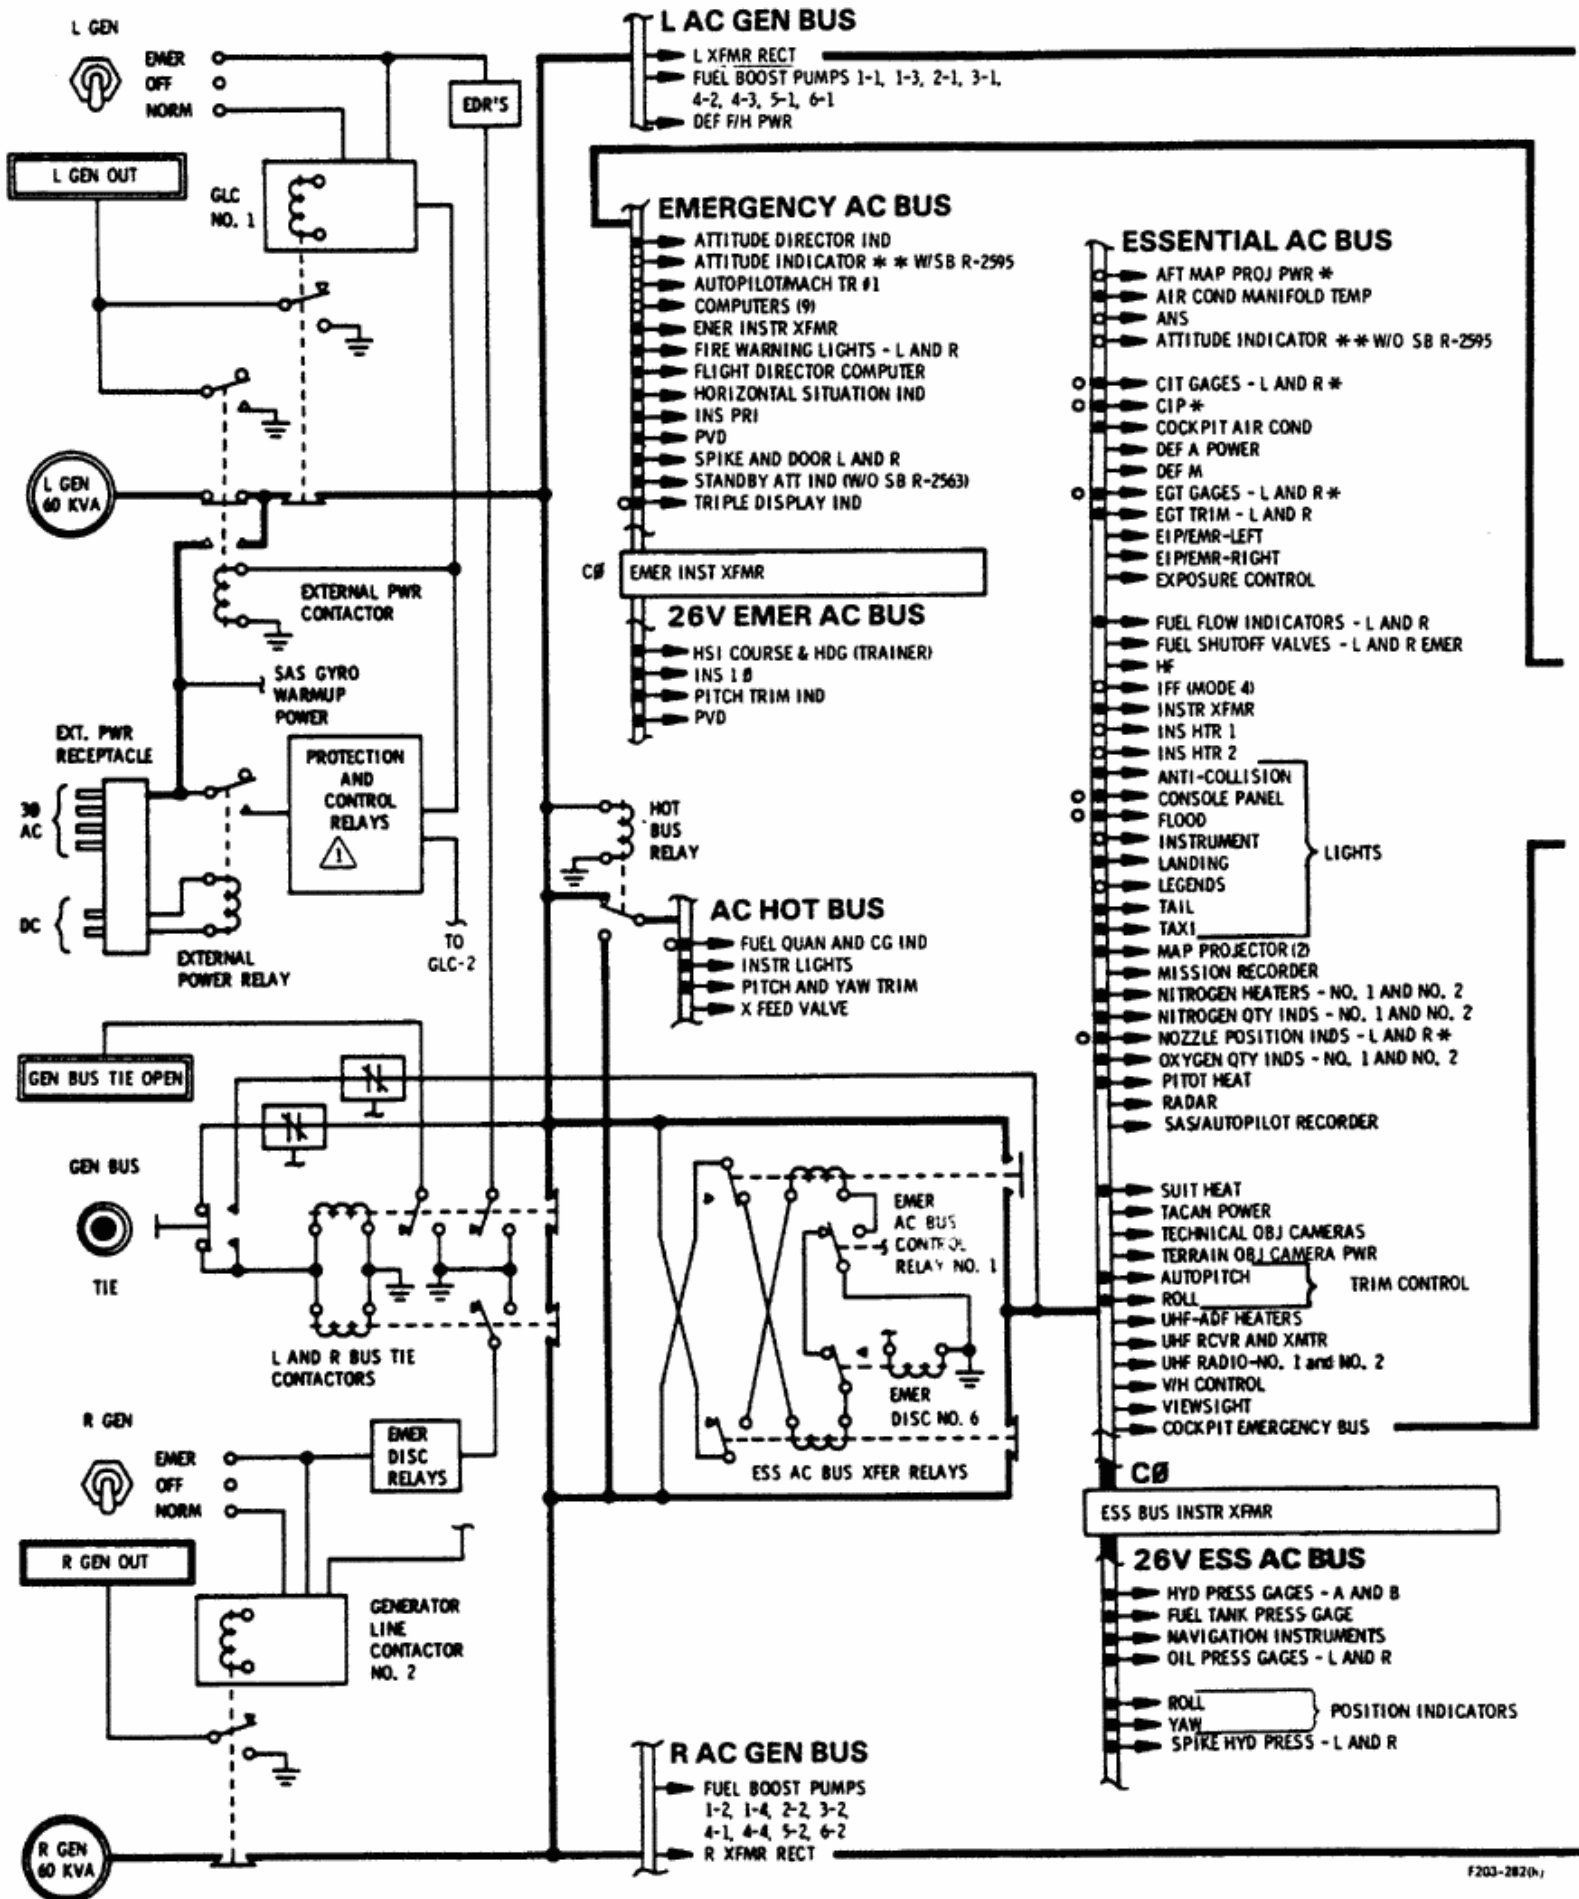 L GEN
EMER
OFF
NORM
EDR'S
L GEN OUT
GLC
NO. 1
L GEN
60 KVA
EXTERNAL PWR
CONTACTOR
SAS GYRO
WARMUP
POWER
EXT. PWR
RECEPTACLE
3Ø
AC
DC
PROTECTION
AND
CONTROL
RELAYS
1
TO
GLC-2
EXTERNAL
POWER RELAY
GEN BUS TIE OPEN
GEN BUS
TIE
L AND R BUS TIE
CONTACTORS
R GEN
EMER
OFF
NORM
EMER
DISC
RELAYS
R GEN OUT
GENERATOR
LINE
CONTACTOR
NO. 2
R GEN
60 KVA
L AC GEN BUS
L XFMR RECT
FUEL BOOST PUMPS 1-1, 1-3, 2-1, 3-1,
4-2, 4-3, 5-1, 6-1
DEF F/H PWR
EMERGENCY AC BUS
ATTITUDE DIRECTOR IND
ATTITUDE INDICATOR * * W/SB R-2595
AUTOPILOT/MACH TR #1
COMPUTERS (9)
ENER INSTR XFMR
FIRE WARNING LIGHTS - L AND R
FLIGHT DIRECTOR COMPUTER
HORIZONTAL SITUATION IND
INS PRI
PVD
SPIKE AND DOOR L AND R
STANDBY ATT IND (W/O SB R-2563)
TRIPLE DISPLAY IND
CØ
EMER INST XFMR
26V EMER AC BUS
HSI COURSE & HDG (TRAINER)
INS 1Ø
PITCH TRIM IND
PVD
HOT
BUS
RELAY
AC HOT BUS
FUEL QUAN AND CG IND
INSTR LIGHTS
PITCH AND YAW TRIM
X FEED VALVE
EMER
AC BUS
CONTROL
RELAY NO. 1
EMER
DISC NO. 6
ESS AC BUS XFER RELAYS
R AC GEN BUS
FUEL BOOST PUMPS
1-2, 1-4, 2-2, 3-2,
4-1, 4-4, 5-2, 6-2
R XFMR RECT
ESSENTIAL AC BUS
AFT MAP PROJ PWR *
AIR COND MANIFOLD TEMP
ANS
ATTITUDE INDICATOR * * W/O SB R-2595
CIT GAGES - L AND R *
CIP *
COCKPIT AIR COND
DEF A POWER
DEF M
EGT GAGES - L AND R *
EGT TRIM - L AND R
EIP/EMR-LEFT
EIP/EMR-RIGHT
EXPOSURE CONTROL
FUEL FLOW INDICATORS - L AND R
FUEL SHUTOFF VALVES - L AND R EMER
HF
IFF (MODE 4)
INSTR XFMR
INS HTR 1
INS HTR 2
ANTI-COLLISION
CONSOLE PANEL
FLOOD
INSTRUMENT
LANDING
LEGENDS
TAIL
TAXI
LIGHTS
MAP PROJECTOR (2)
MISSION RECORDER
NITROGEN HEATERS - NO. 1 AND NO. 2
NITROGEN QTY INDS - NO. 1 AND NO. 2
NOZZLE POSITION INDS - L AND R *
OXYGEN QTY INDS - NO. 1 AND NO. 2
PITOT HEAT
RADAR
SAS/AUTOPILOT RECORDER
SUIT HEAT
TACAN POWER
TECHNICAL OBJ CAMERAS
TERRAIN OBJ CAMERA PWR
AUTOPITCH
ROLL
TRIM CONTROL
UHF-ADF HEATERS
UHF RCVR AND XMTR
UHF RADIO-NO. 1 and NO. 2
V/H CONTROL
VIEWSIGHT
COCKPIT EMERGENCY BUS
CØ
ESS BUS INSTR XFMR
26V ESS AC BUS
HYD PRESS GAGES - A AND B
FUEL TANK PRESS GAGE
NAVIGATION INSTRUMENTS
OIL PRESS GAGES - L AND R
ROLL
YAW
POSITION INDICATORS
SPIKE HYD PRESS - L AND R
F203-282(h)